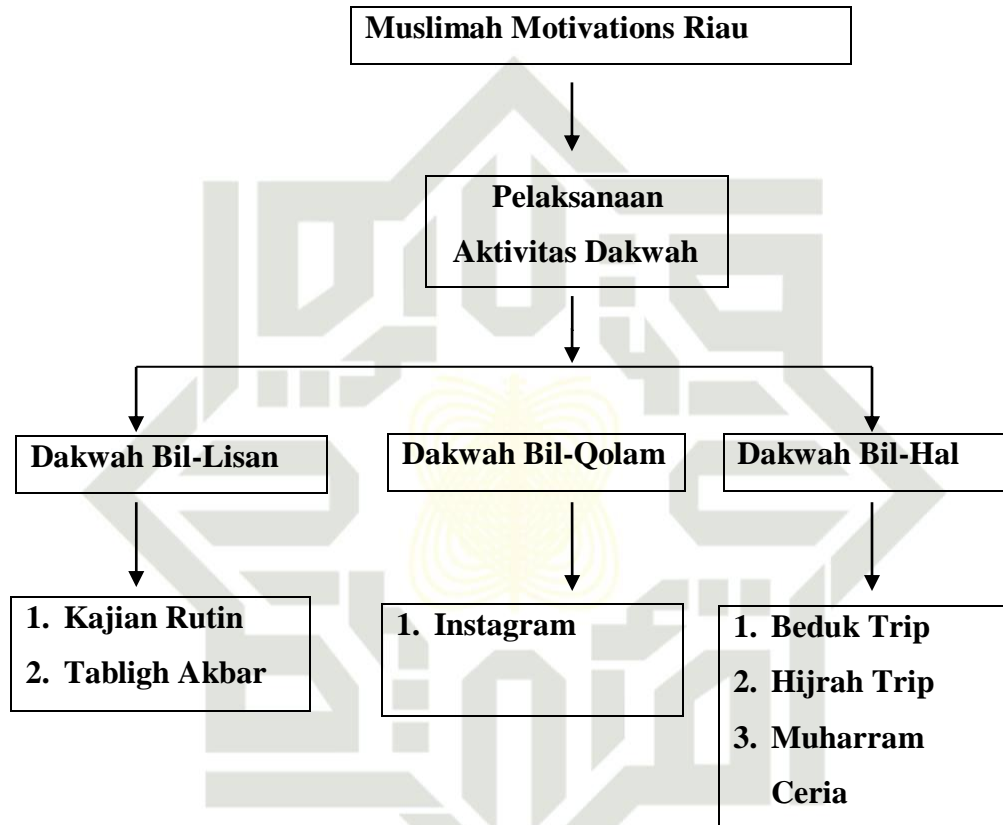 Muslimah Motivations Riau
Pelaksanaan
Aktivitas Dakwah
Dakwah Bil-Lisan
Dakwah Bil-Qolam
Dakwah Bil-Hal
1. Kajian Rutin
2. Tabligh Akbar
1. Instagram
1. Beduk Trip
2. Hijrah Trip
3. Muharram
Ceria